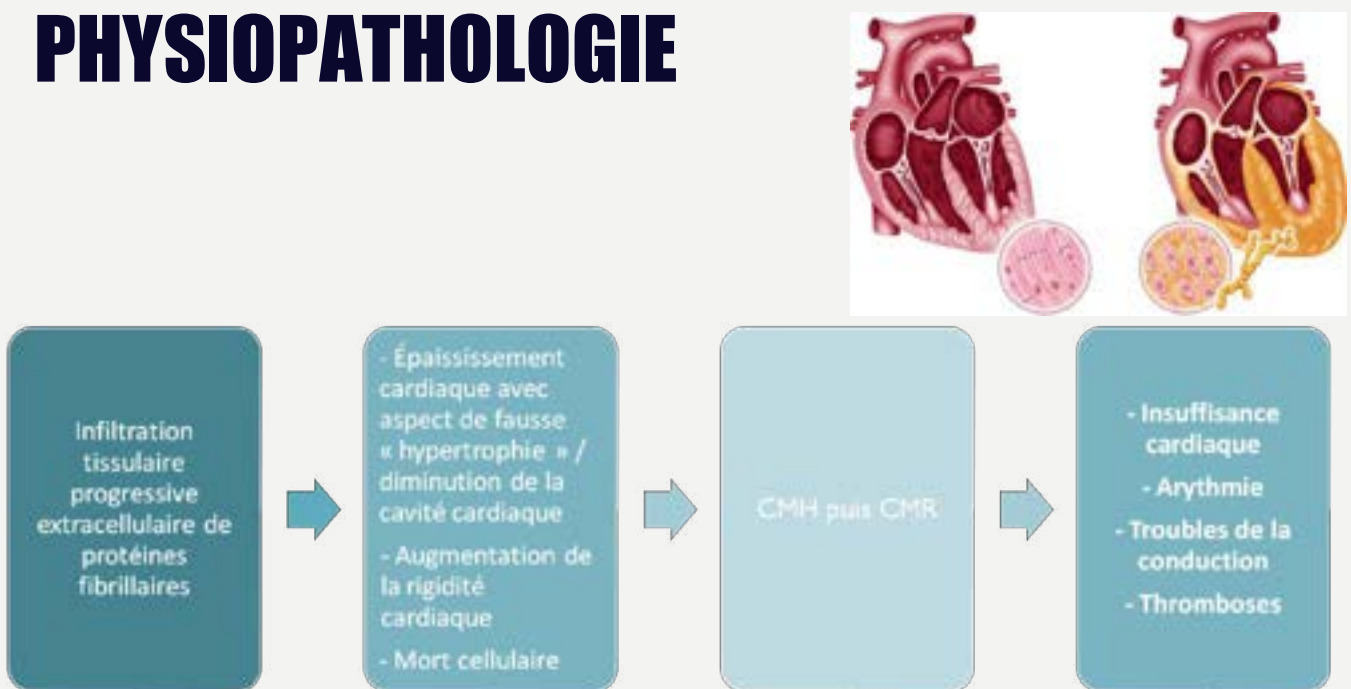 PHYSIOPATHOLOGIE
Infiltration
tissulaire
progressive
extracellulaire de
protéines
fibrillaires
- Épaississement
cardiaque avec
aspect de fausse
« hypertrophie » /
diminution de la
cavité cardiaque
- Augmentation de
la rigidité
cardiaque
- Mort cellulaire
CMH puis CMR
- Insuffisance
cardiaque
- Arythmie
- Troubles de la
conduction
- Thromboses